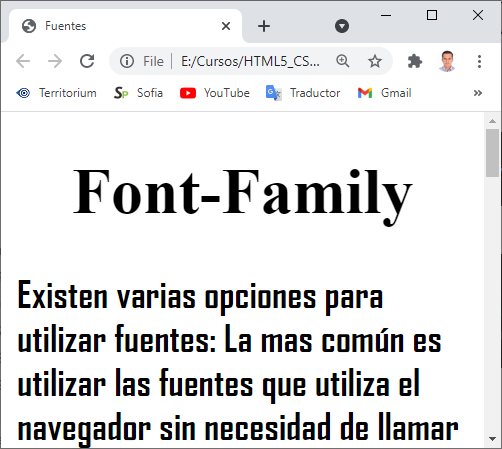 Fuentes
File | E:/Cursos/HTML5_CS...
Territorium Sp Sofia YouTube Traductor Gmail »
Font-Family
Existen varias opciones para
utilizar fuentes: La mas común es
utilizar las fuentes que utiliza el
navegador sin necesidad de llamar